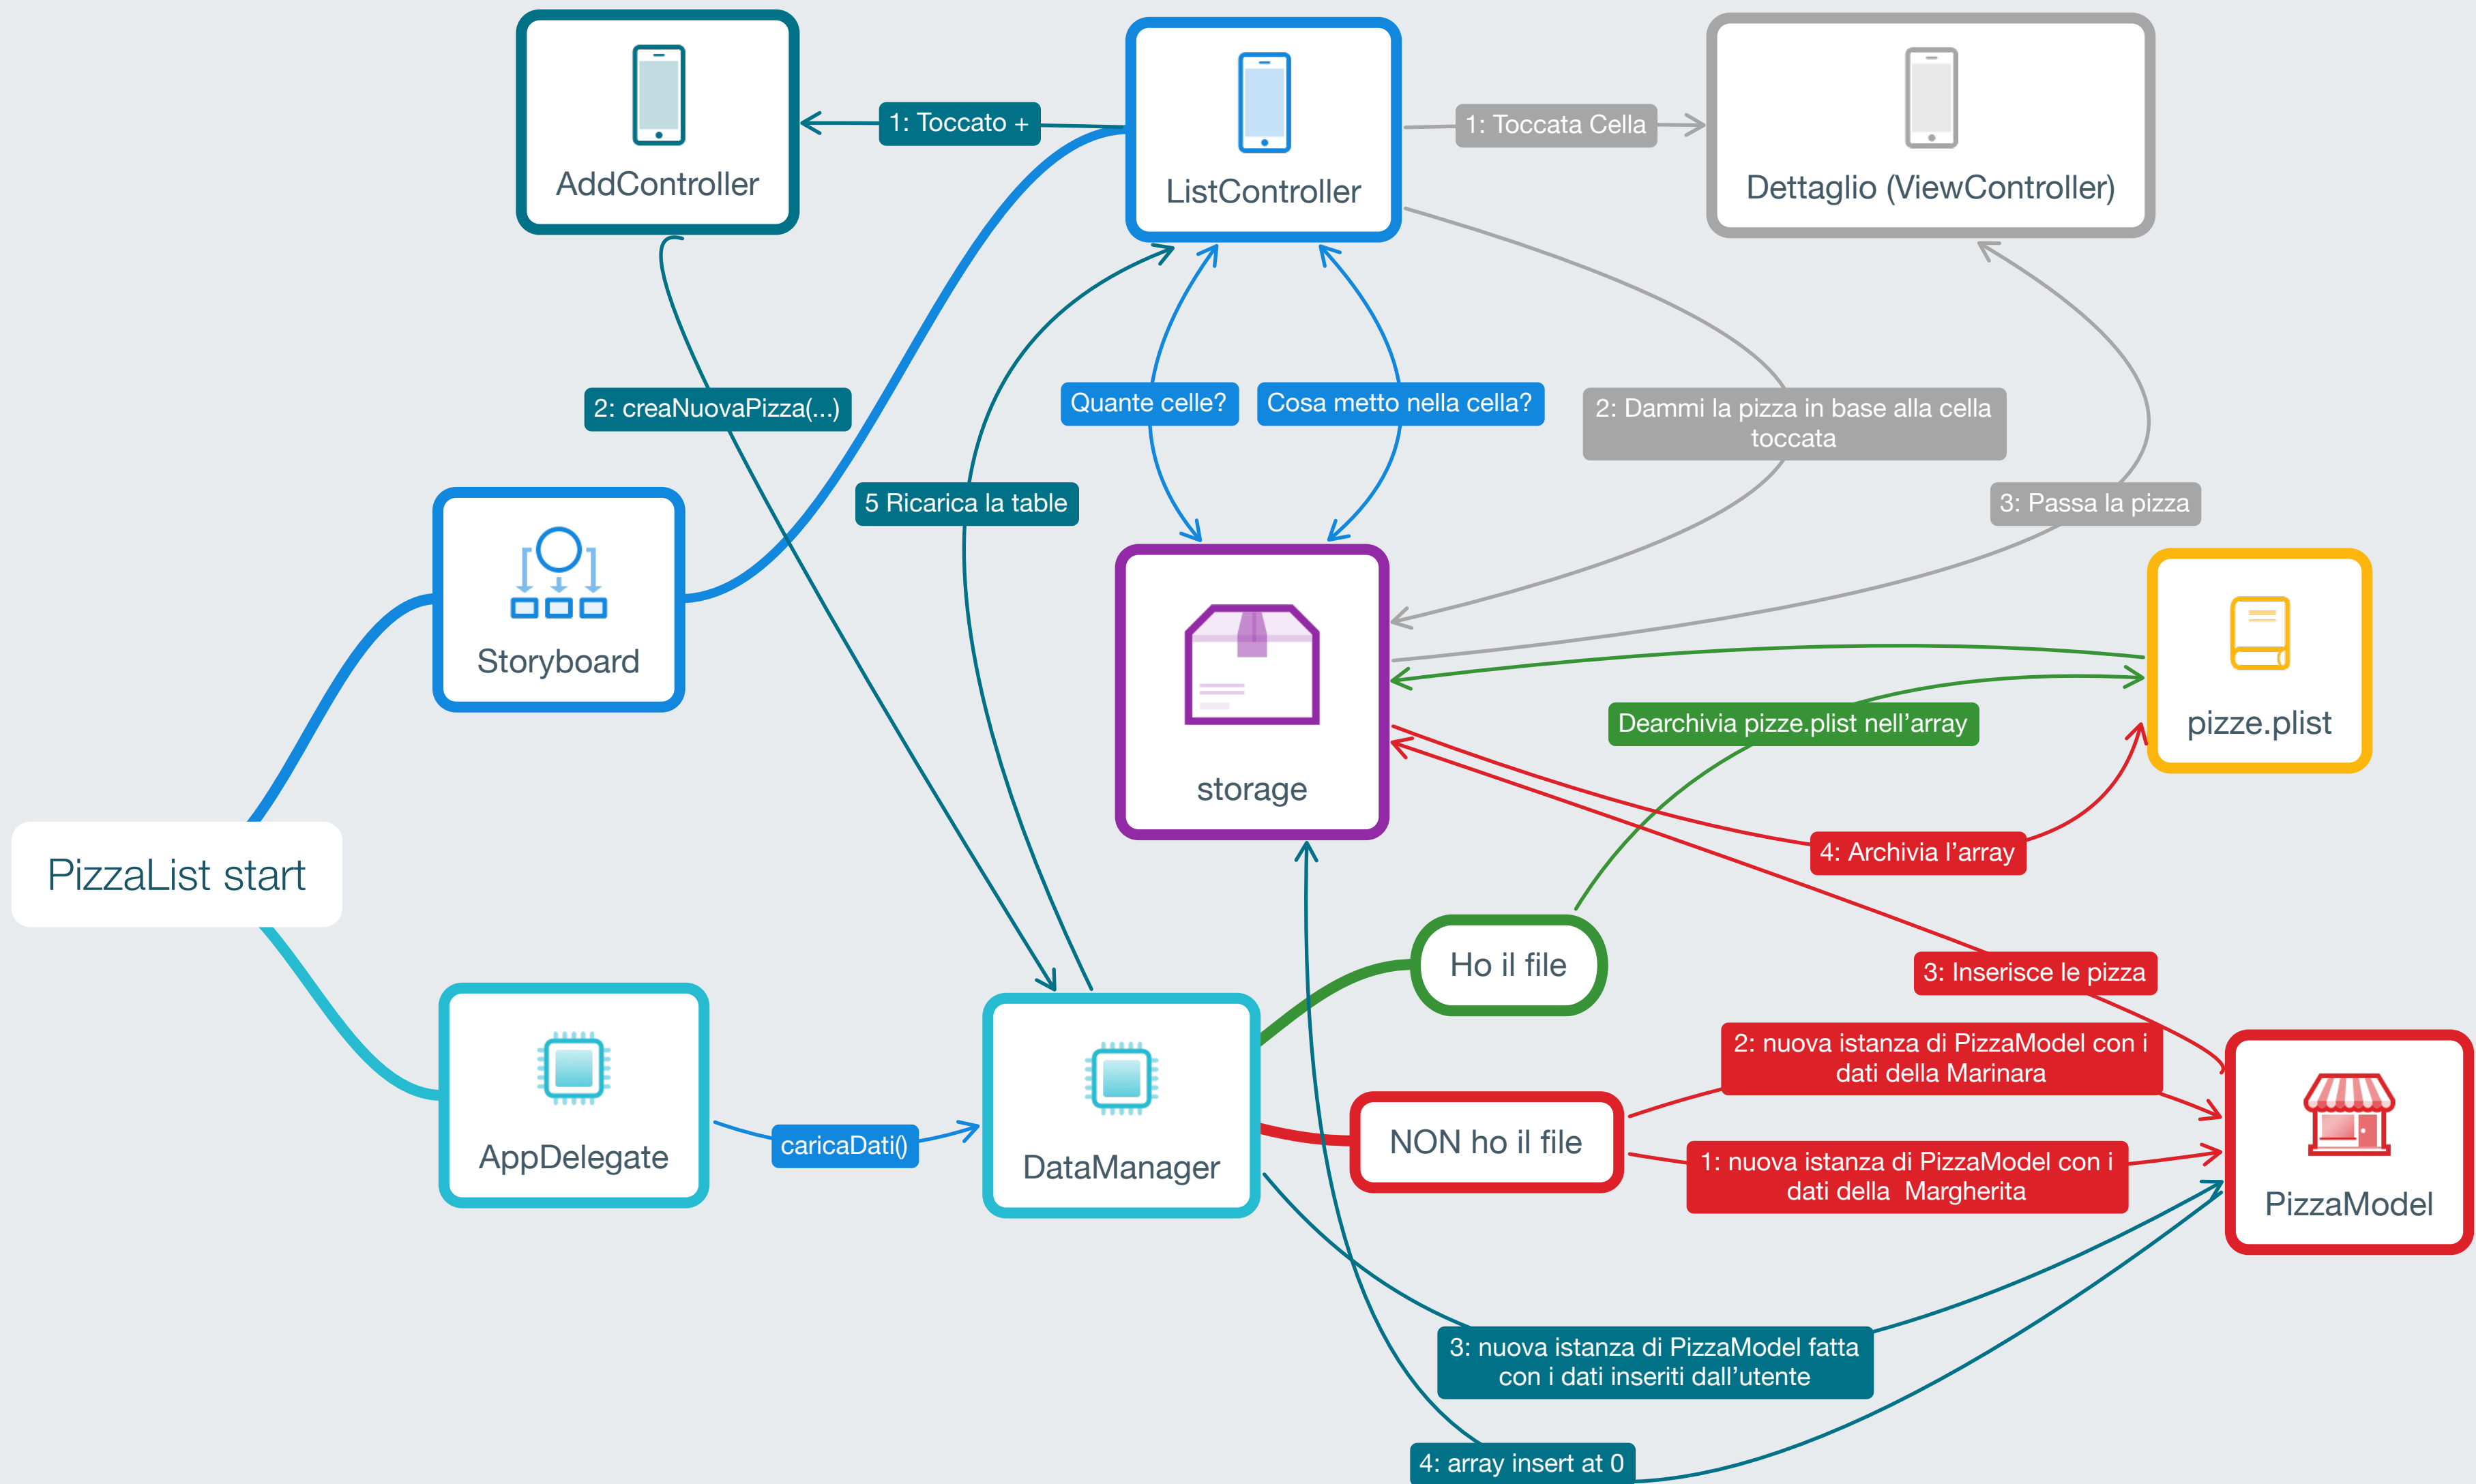 AddController
1: Toccato +
ListController
1: Toccata Cella
Dettaglio (ViewController)
2: creaNuovaPizza(...)
Quante celle?
Cosa metto nella cella?
2: Dammi la pizza in base alla cella
toccata
5 Ricarica la table
3: Passa la pizza
Storyboard
storage
Dearchivia pizze.plist nell’array
pizze.plist
PizzaList start
4: Archivia l’array
Ho il file
3: Inserisce le pizza
2: nuova istanza di PizzaModel con i
dati della Marinara
AppDelegate
caricaDati()
DataManager
NON ho il file
1: nuova istanza di PizzaModel con i
dati della  Margherita
PizzaModel
3: nuova istanza di PizzaModel fatta
con i dati inseriti dall’utente
4: array insert at 0